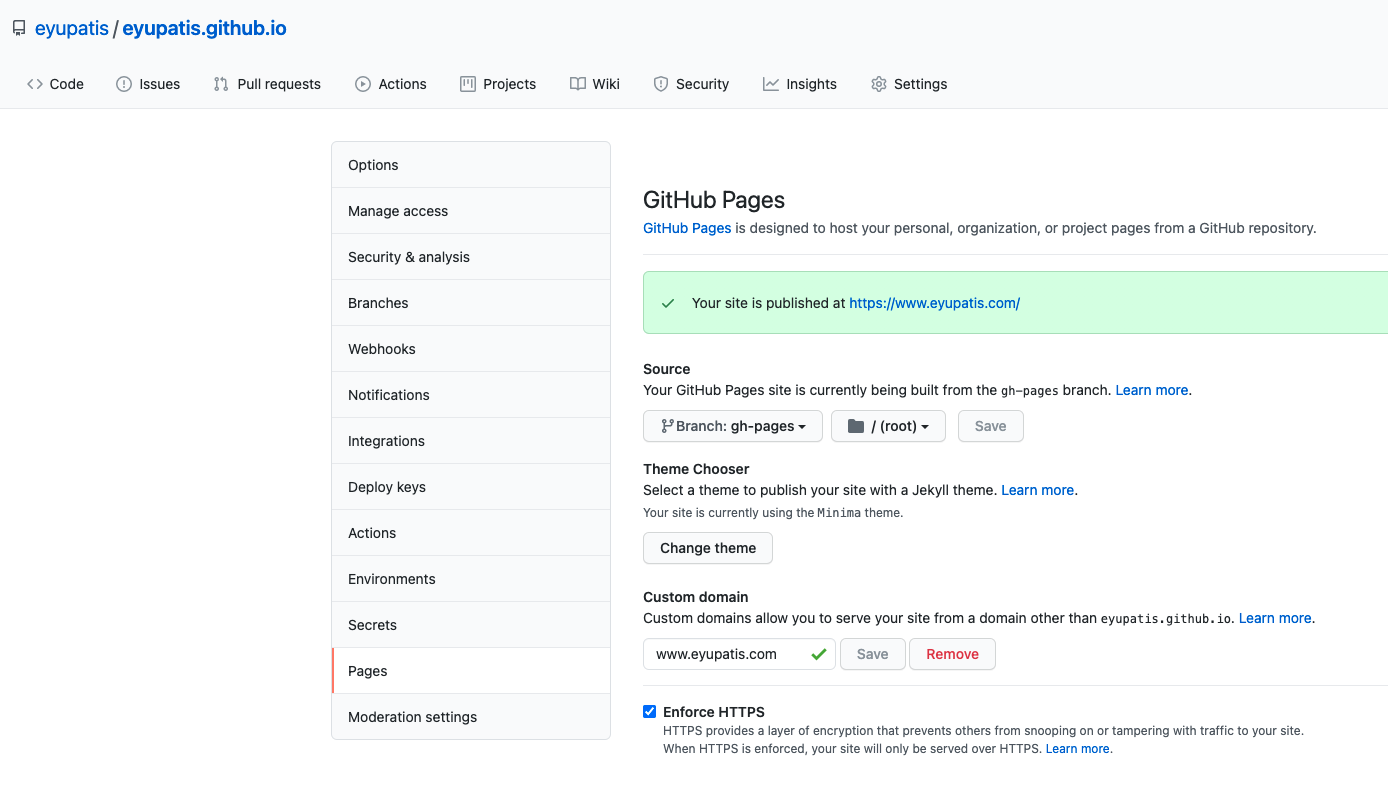 eyupatis / eyupatis.github.io
Code Issues Pull requests Actions Projects Wiki Security Insights Settings
Options
Manage access
Security & analysis
Branches
Webhooks
Notifications
Integrations
Deploy keys
Actions
Environments
Secrets
Pages
Moderation settings
GitHub Pages
GitHub Pages is designed to host your personal, organization, or project pages from a GitHub repository.
Your site is published at https://www.eyupatis.com/
Source
Your GitHub Pages site is currently being built from the gh-pages branch. Learn more.
Branch: gh-pages / (root) Save
Theme Chooser
Select a theme to publish your site with a Jekyll theme. Learn more.
Your site is currently using the Minima theme.
Change theme
Custom domain
Custom domains allow you to serve your site from a domain other than eyupatis.github.io. Learn more.
www.eyupatis.com Save Remove
Enforce HTTPS
HTTPS provides a layer of encryption that prevents others from snooping on or tampering with traffic to your site.
When HTTPS is enforced, your site will only be served over HTTPS. Learn more.